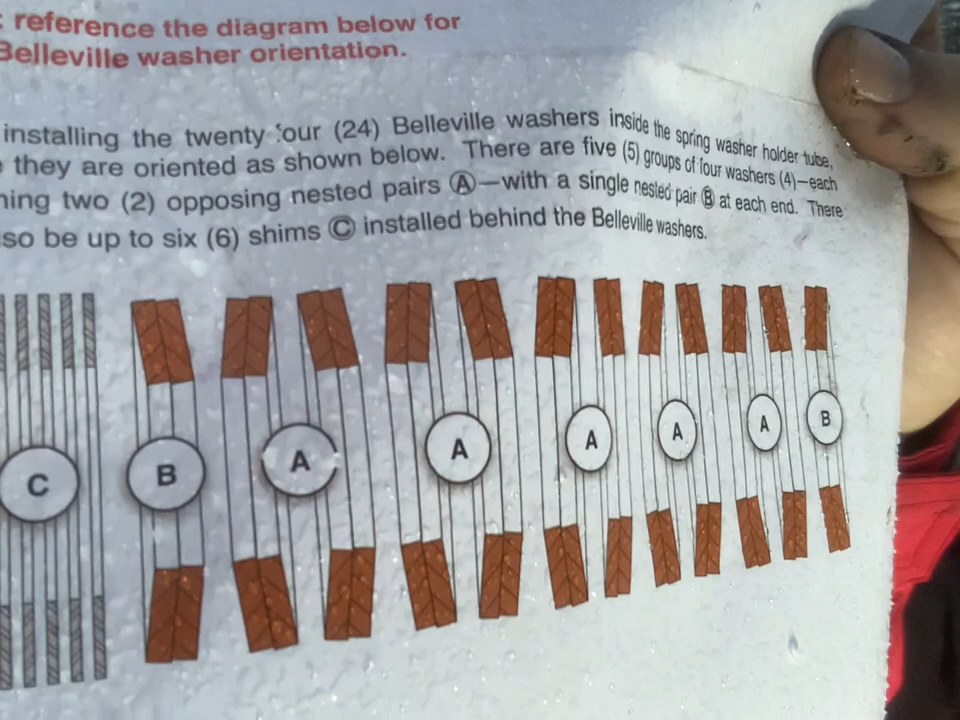 : reference the diagram below for
Belleville washer orientation.
installing the twenty four (24) Belleville washers inside the spring washer holder tube,
they are oriented as shown below. There are five (5) groups of four washers (4)—each
ning two (2) opposing nested pairs Ⓐ—with a single nested pair Ⓑ at each end. There
so be up to six (6) shims Ⓒ installed behind the Belleville washers.
C B A A A A A B